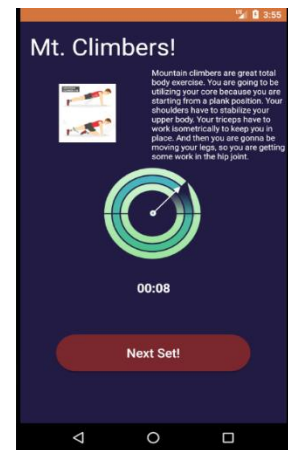 3:55
Mt. Climbers!
Mountain climbers are great total
body exercise. You are going to be
utilizing your core because you are
starting from a plank position. Your
shoulders have to stabilize your
upper body. Your triceps have to
work isometrically to keep you in
place. And then you are gonna be
moving your legs, so you are getting
some work in the hip joint.
00:08
Next Set!